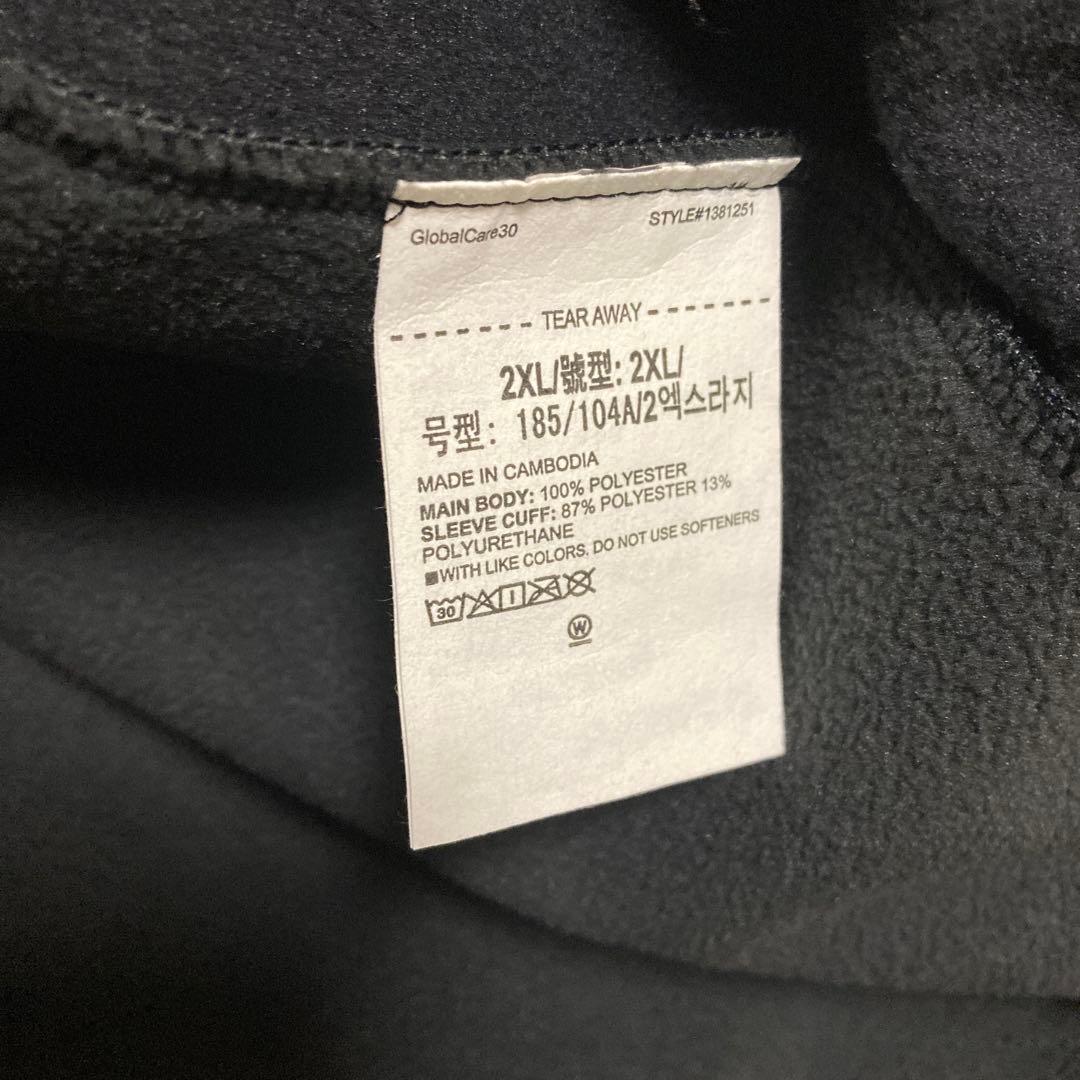 GlobalCare30 STYLE#1381251
TEAR AWAY
2XL/號型: 2XL/
号型: 185/104A/2엑스라지
MADE IN CAMBODIA
MAIN BODY: 100% POLYESTER
SLEEVE CUFF: 87% POLYESTER 13%
POLYURETHANE
■WITH LIKE COLORS, DO NOT USE SOFTENERS
30
W